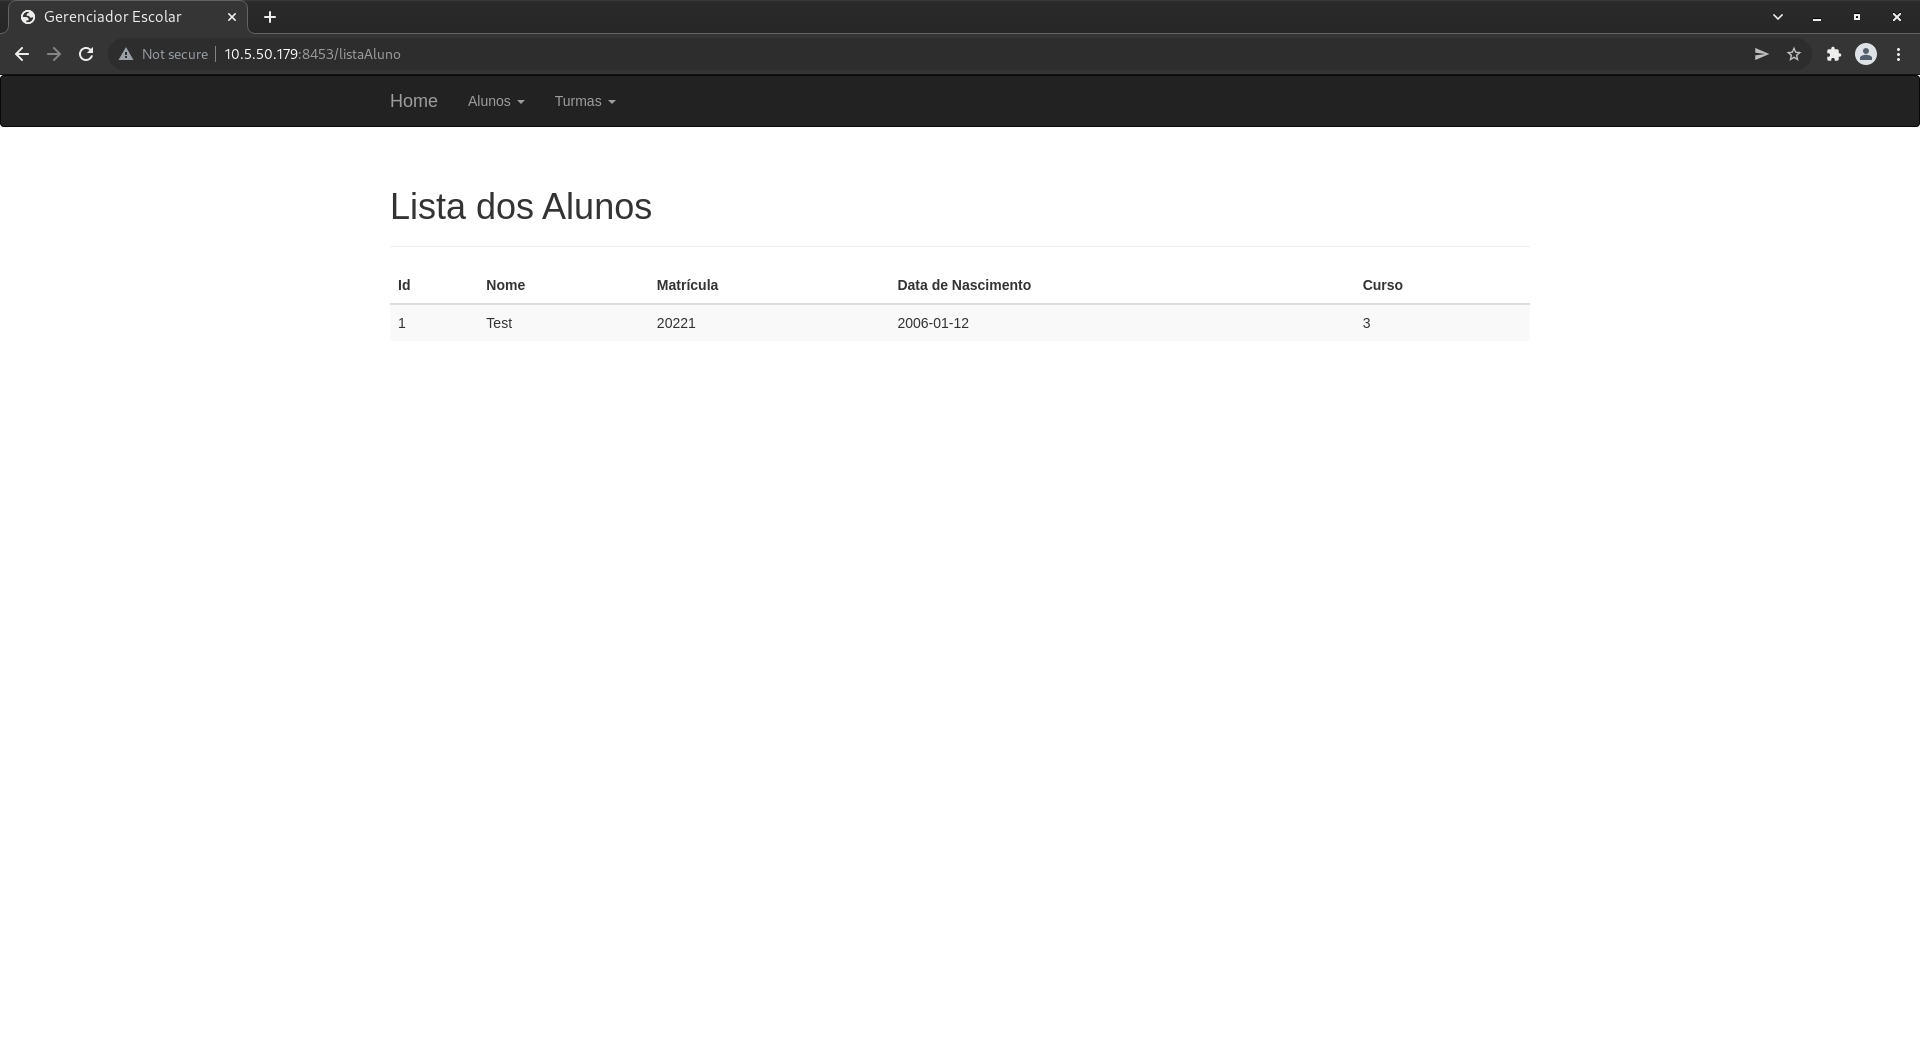 Gerenciador Escolar
Not secure 10.5.50.179:8453/listaAluno
Home Alunos Turmas
Lista dos Alunos
Id Nome Matrícula Data de Nascimento Curso
1 Test 20221 2006-01-12 3